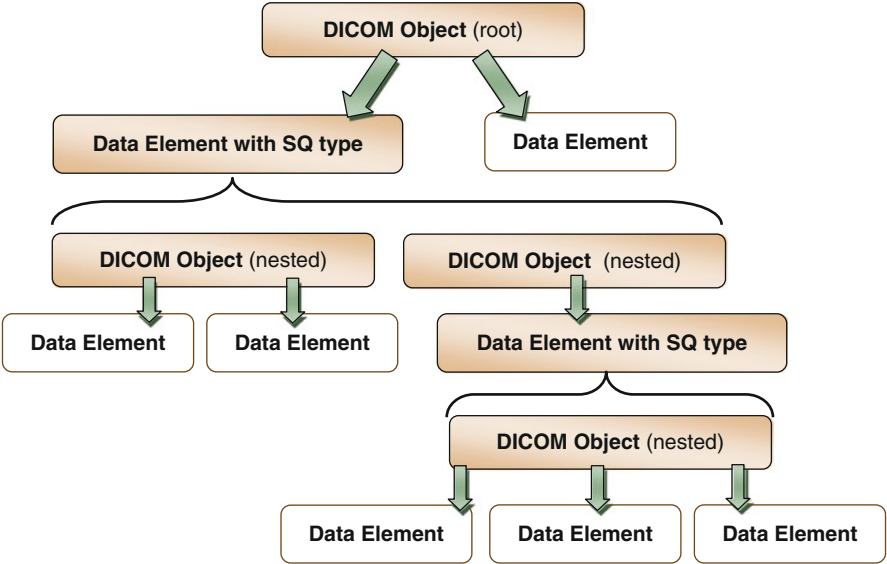 DICOM Object (root)
Data Element with SQ type
Data Element
DICOM Object (nested)
DICOM Object (nested)
Data Element
Data Element
Data Element with SQ type
DICOM Object (nested)
Data Element
Data Element
Data Element